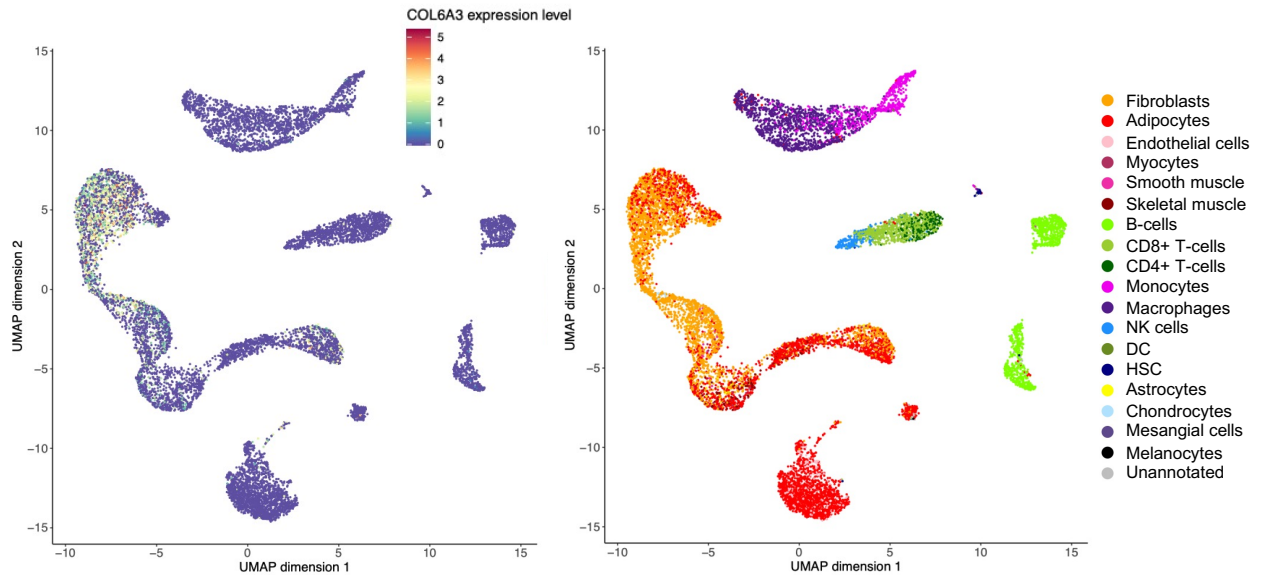 COL6A3 expression level
5
4
3
2
1
0
15
10
5
0
−5
−10
−15
−10
−5
0
5
10
15
UMAP dimension 1
UMAP dimension 2
15
10
5
0
−5
−10
−15
−10
−5
0
5
10
15
UMAP dimension 1
UMAP dimension 2
Fibroblasts
Adipocytes
Endothelial cells
Myocytes
Smooth muscle
Skeletal muscle
B-cells
CD8+ T-cells
CD4+ T-cells
Monocytes
Macrophages
NK cells
DC
HSC
Astrocytes
Chondrocytes
Mesangial cells
Melanocytes
Unannotated